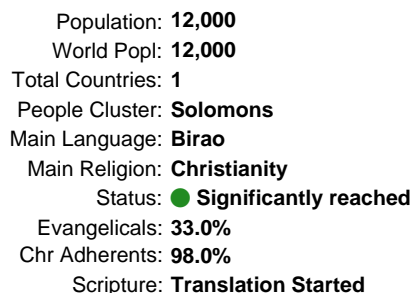 Population: 12,000
World Popl: 12,000
Total Countries: 1
People Cluster: Solomons
Main Language: Birao
Main Religion: Christianity
Status: Significantly reached
Evangelicals: 33.0%
Chr Adherents: 98.0%
Scripture: Translation Started